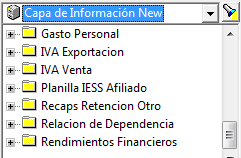 Capa de Información New
Gasto Personal
IVA Exportacion
IVA Venta
Planilla IESS Afiliado
Recaps Retencion Otro
Relacion de Dependencia
Rendimientos Financieros